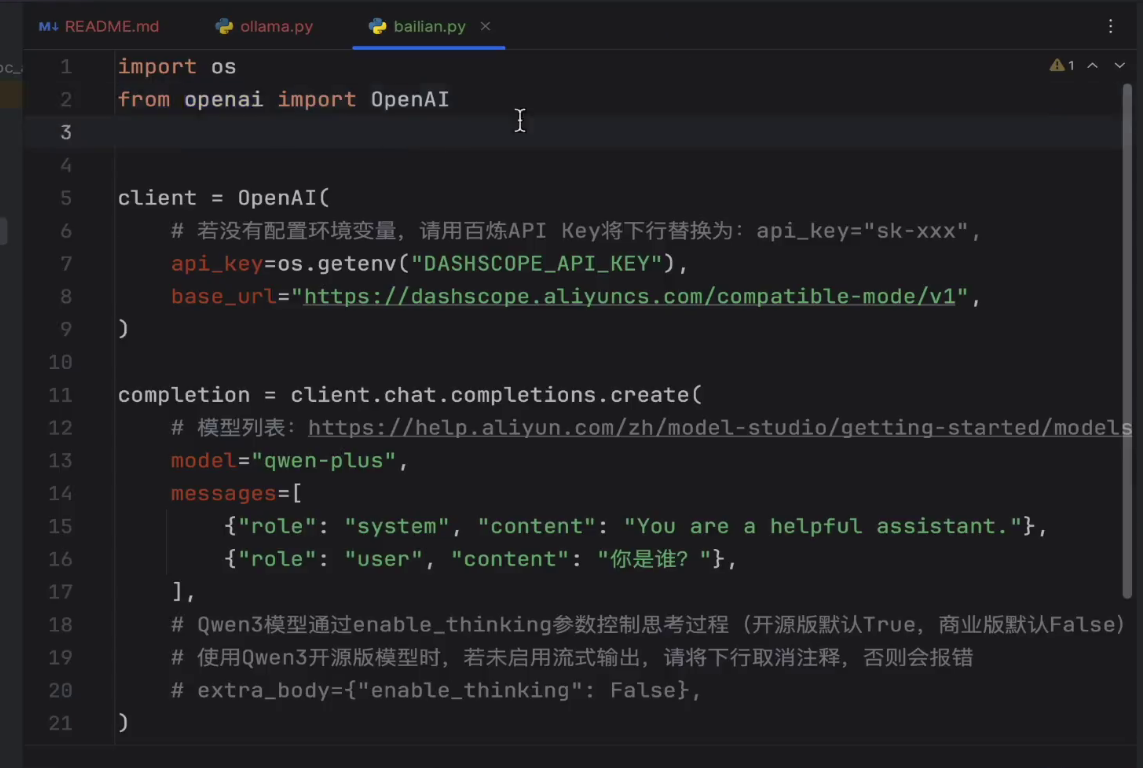 README.md
ollama.py
bailian.py
1
1 import os
2 from openai import OpenAI
3
4
5 client = OpenAI(
6 # 若没有配置环境变量，请用百炼API Key将下行替换为：api_key="sk-xxx",
7 api_key=os.getenv("DASHSCOPE_API_KEY"),
8 base_url="https://dashscope.aliyuncs.com/compatible-mode/v1",
9 )
10
11 completion = client.chat.completions.create(
12 # 模型列表：https://help.aliyun.com/zh/model-studio/getting-started/models
13 model="qwen-plus",
14 messages=[
15 {"role": "system", "content": "You are a helpful assistant."},
16 {"role": "user", "content": "你是谁？"},
17 ],
18 # Qwen3模型通过enable_thinking参数控制思考过程（开源版默认True，商业版默认False）
19 # 使用Qwen3开源版模型时，若未启用流式输出，请将下行取消注释，否则会报错
20 # extra_body={"enable_thinking": False},
21 )